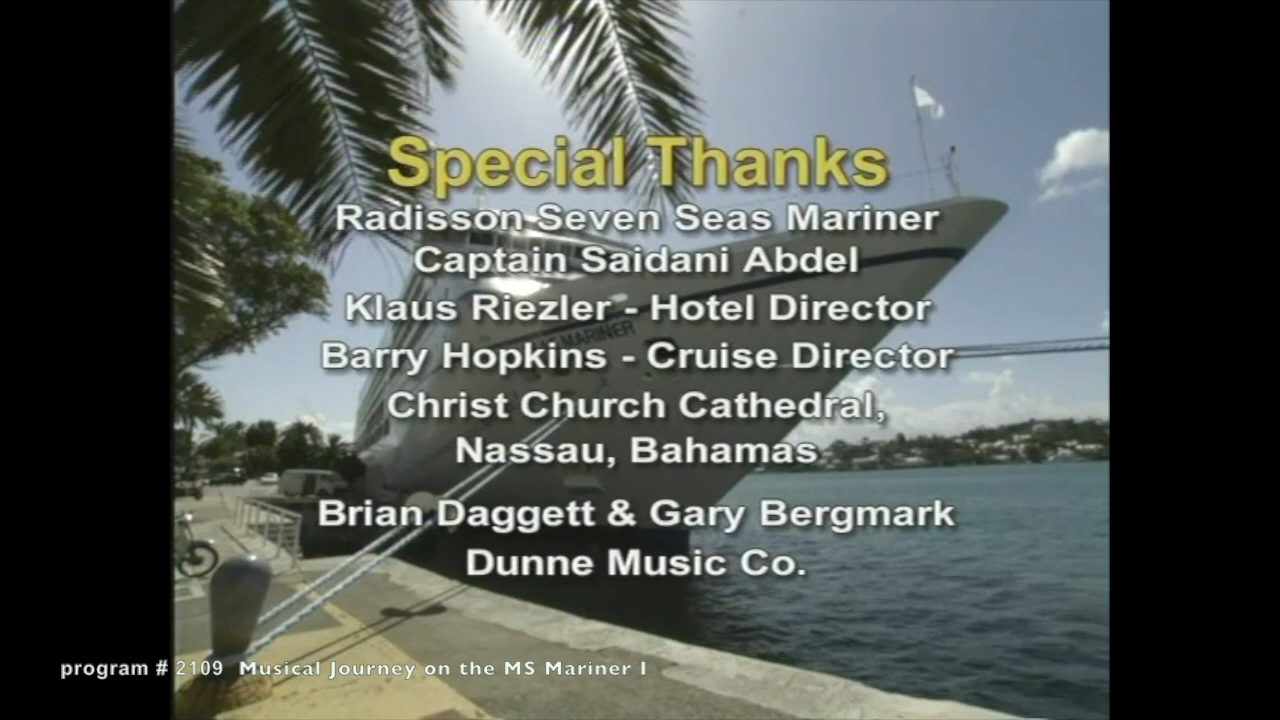 Special Thanks
Radisson Seven Seas Mariner
Captain Saidani Abdel
Klaus Riezler - Hotel Director
MARINER
Barry Hopkins - Cruise Director
Christ Church Cathedral,
Nassau, Bahamas
Brian Daggett & Gary Bergmark
Dunne Music Co.
program # 2109 Musical Journey on the MS Mariner I